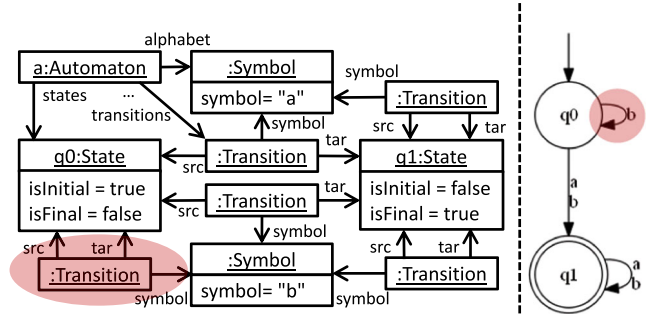 alphabet
a:Automaton
:Symbol
symbol= "a"
symbol
:Transition
states
...
transitions
symbol
src
tar
q0:State
isInitial = true
isFinal = false
src
:Transition
tar
q1:State
isInitial = false
isFinal = true
src
:Transition
tar
symbol
src
tar
:Transition
symbol
:Symbol
symbol= "b"
src
tar
:Transition
symbol
q0
b
a
b
q1
a
b